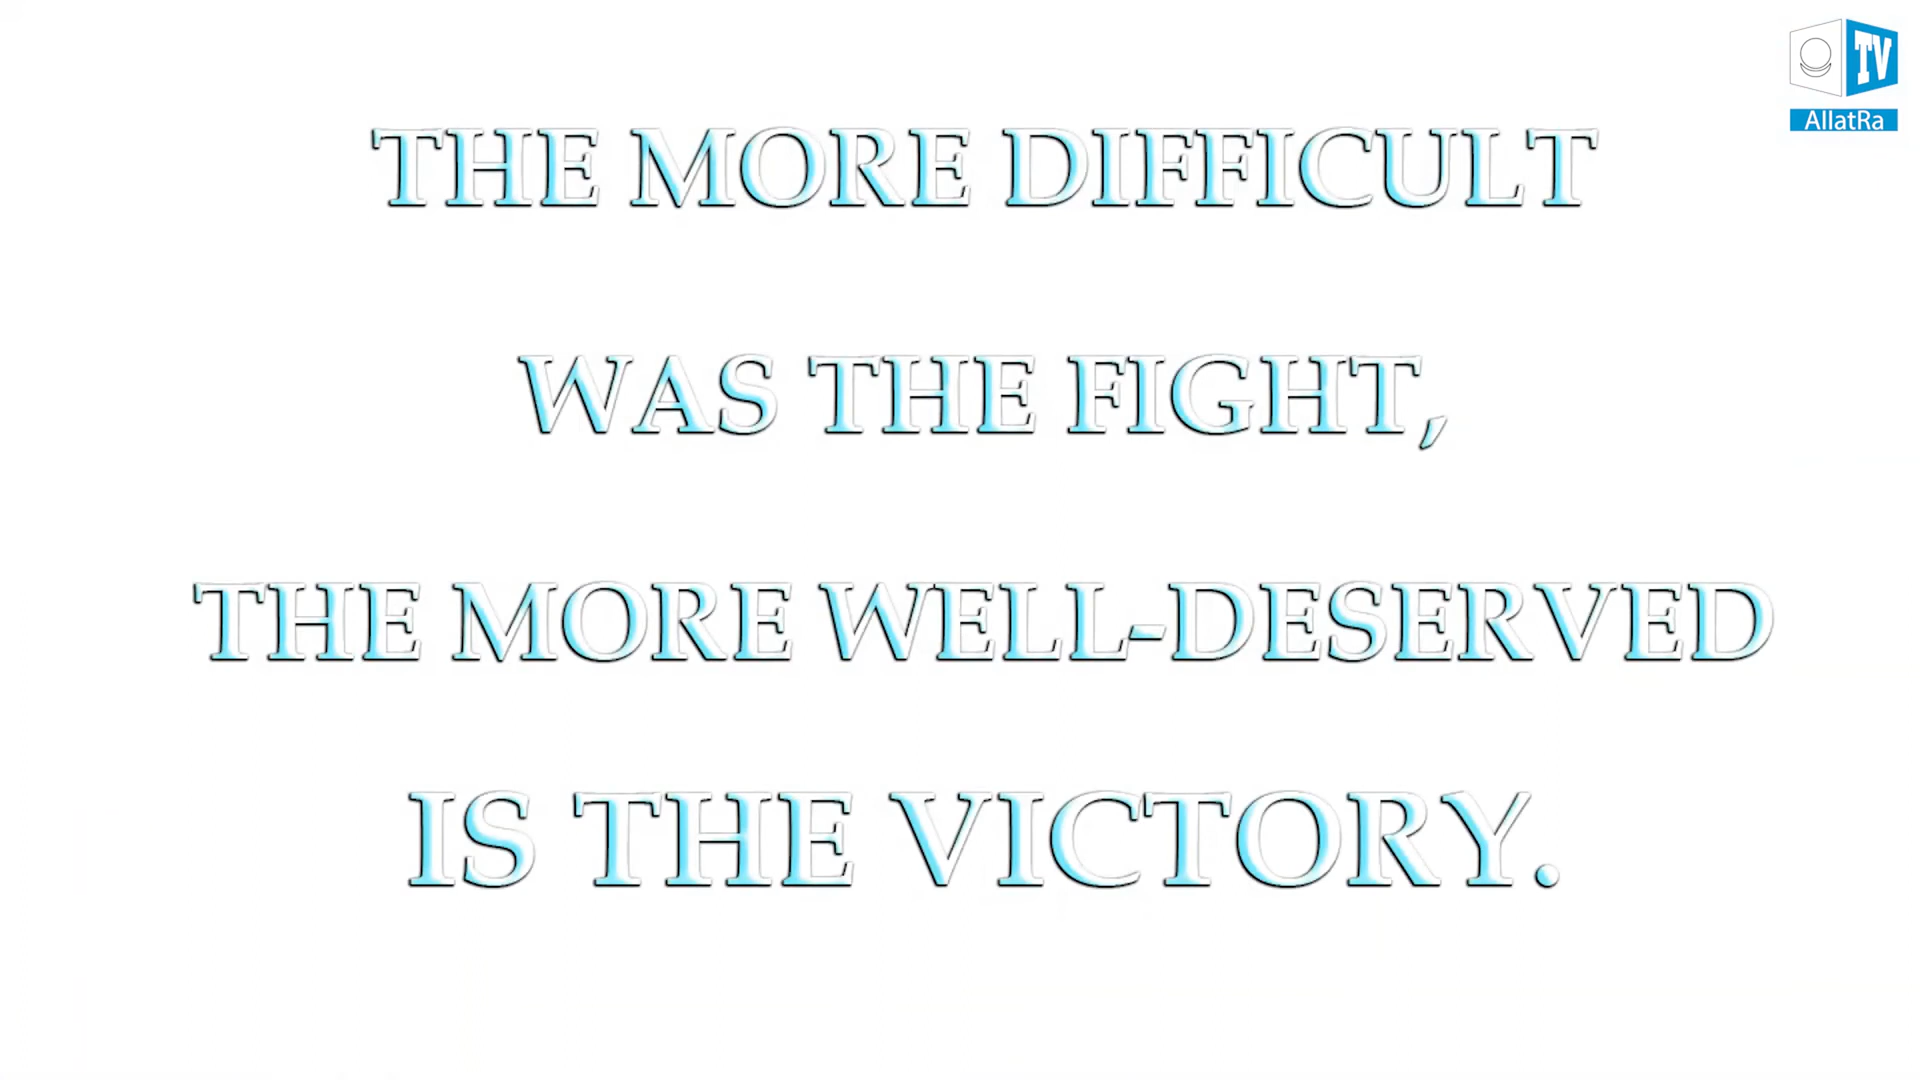 TV
AllatRa
THE MORE DIFFICULT
WAS THE FIGHT,
THE MORE WELL-DESERVED
IS THE VICTORY.